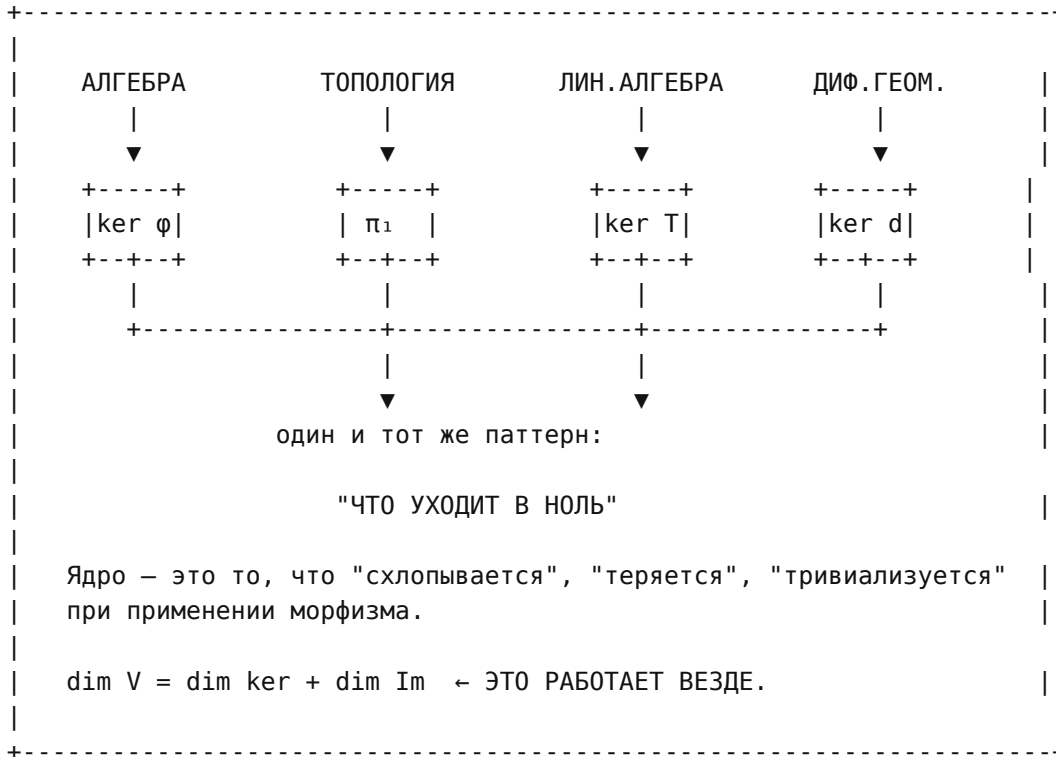 АЛГЕБРА ТОПОЛОГИЯ ЛИН.АЛГЕБРА ДИФ.ГЕОМ.
ker φ π₁ ker T ker d
один и тот же паттерн:
"ЧТО УХОДИТ В НОЛЬ"
Ядро — это то, что "схлопывается", "теряется", "тривиализуется"
при применении морфизма.
dim V = dim ker + dim Im ← ЭТО РАБОТАЕТ ВЕЗДЕ.